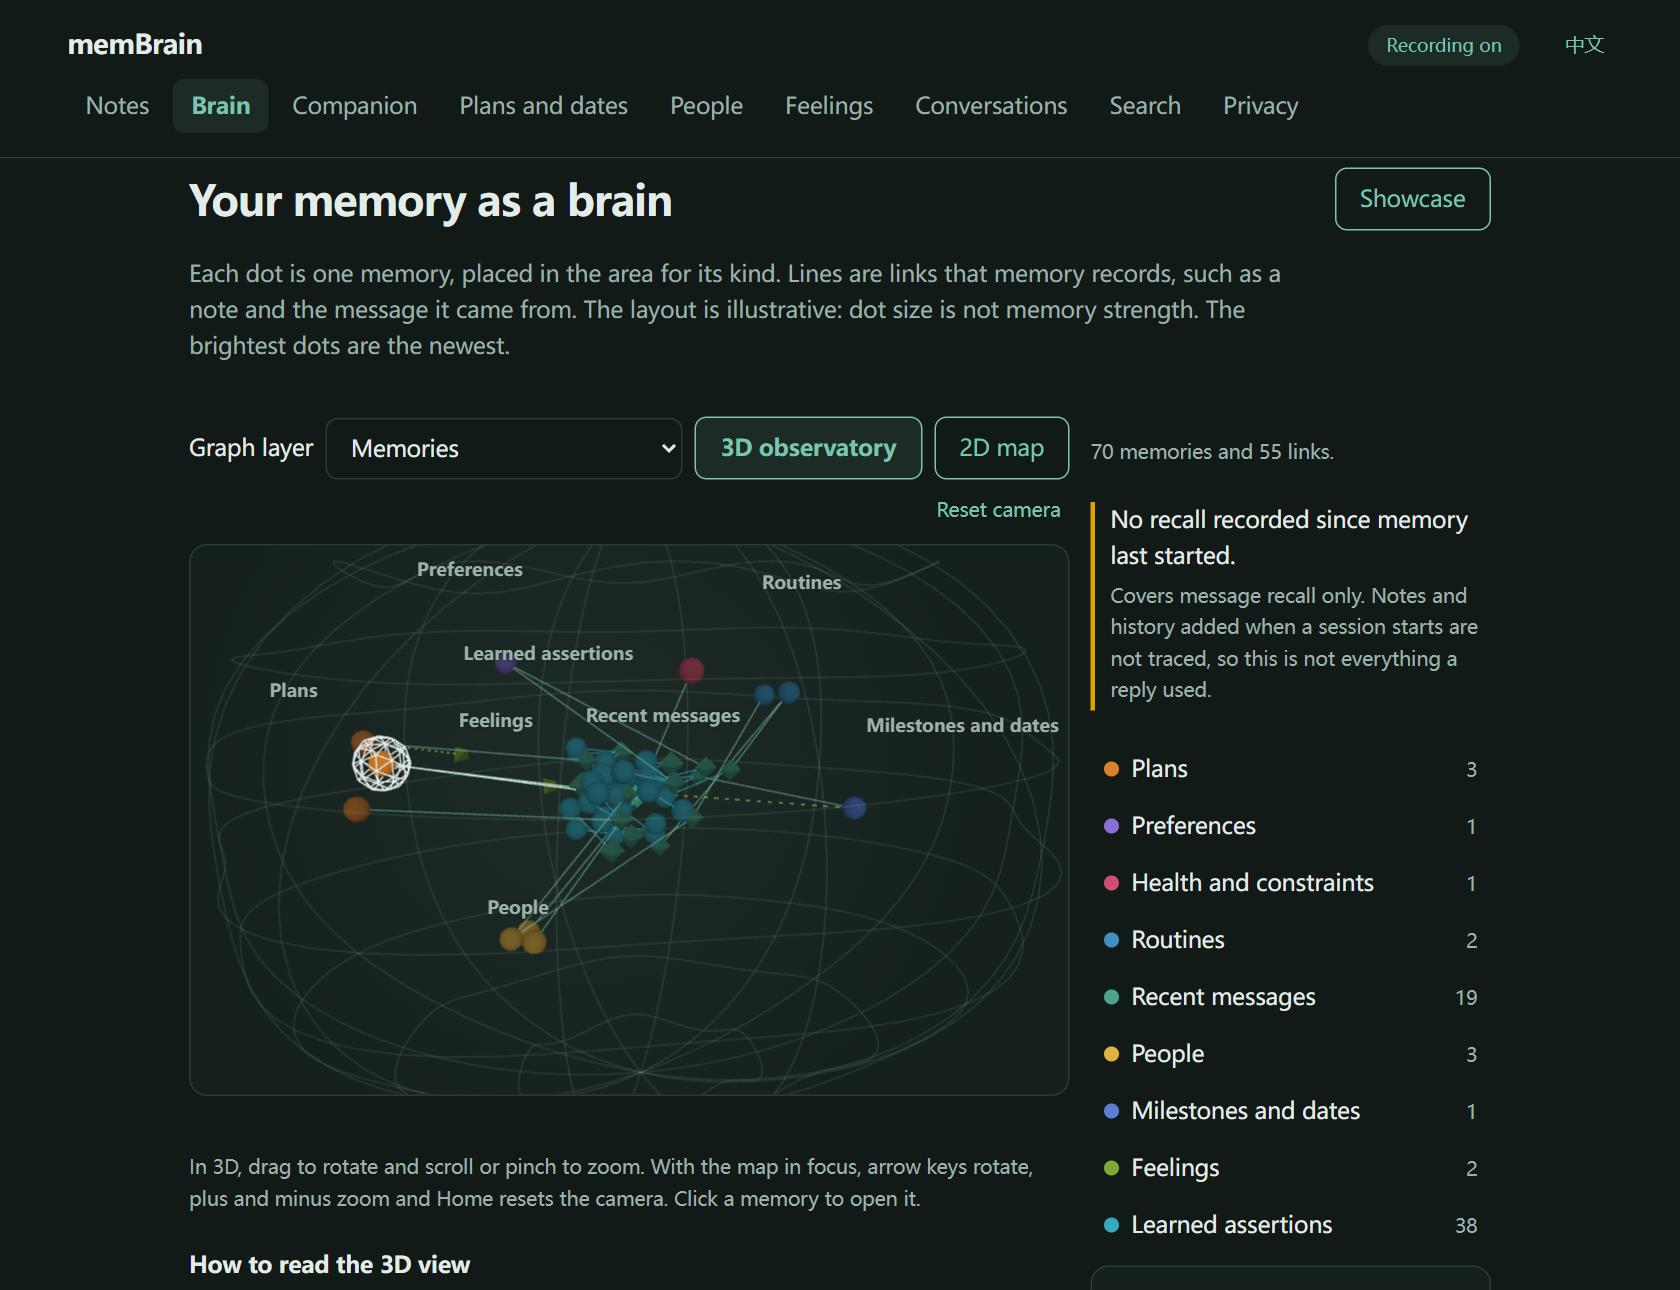 memBrain
Recording on
中文
Notes
Brain
Companion
Plans and dates
People
Feelings
Conversations
Search
Privacy
Your memory as a brain
Showcase
Each dot is one memory, placed in the area for its kind. Lines are links that memory records, such as a
note and the message it came from. The layout is illustrative: dot size is not memory strength. The
brightest dots are the newest.
Graph layer
Memories
3D observatory
2D map
Reset camera
70 memories and 55 links.
No recall recorded since memory
last started.
Covers message recall only. Notes and
history added when a session starts are
not traced, so this is not everything a
reply used.
Preferences
Routines
Learned assertions
Plans
Feelings
Recent messages
Milestones and dates
People
Plans 3
Preferences 1
Health and constraints 1
Routines 2
Recent messages 19
People 3
Milestones and dates 1
Feelings 2
Learned assertions 38
In 3D, drag to rotate and scroll or pinch to zoom. With the map in focus, arrow keys rotate,
plus and minus zoom and Home resets the camera. Click a memory to open it.
How to read the 3D view